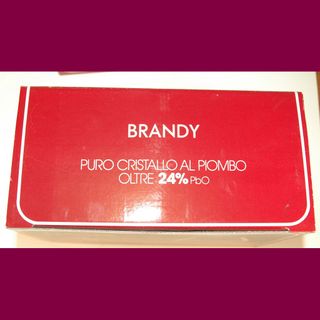 BRANDY
PURO CRISTALLO AL PIOMBO
OLTRE 24% PbO